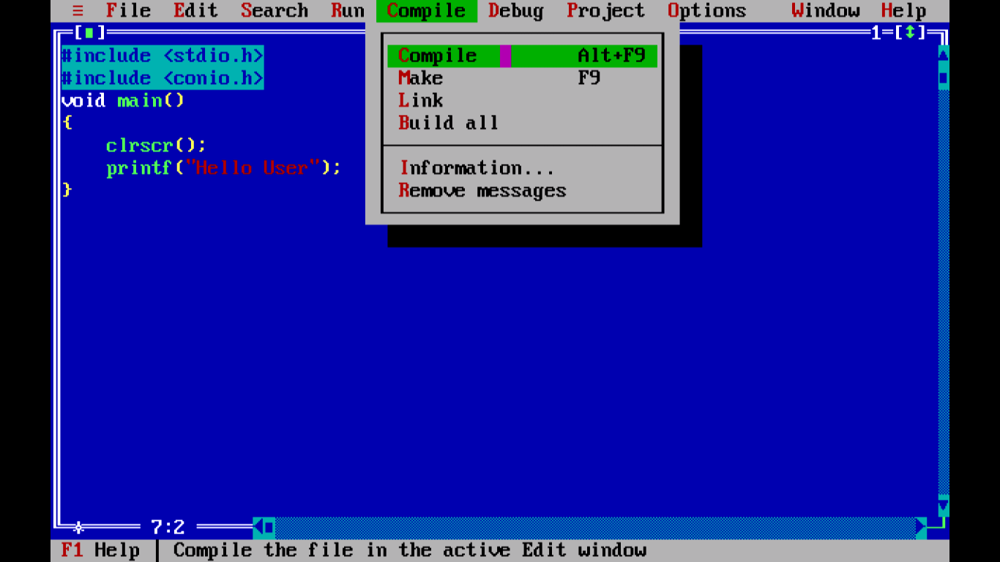 ≡ File Edit Search Run Compile Debug Project Options Window Help
[■] 1=[↕]
#include <stdio.h>
#include <conio.h>
void main()
{
clrscr();
printf("Hello User");
}
Compile Alt+F9
Make F9
Link
Build all
Information...
Remove messages
7:2
F1 Help │ Compile the file in the active Edit window